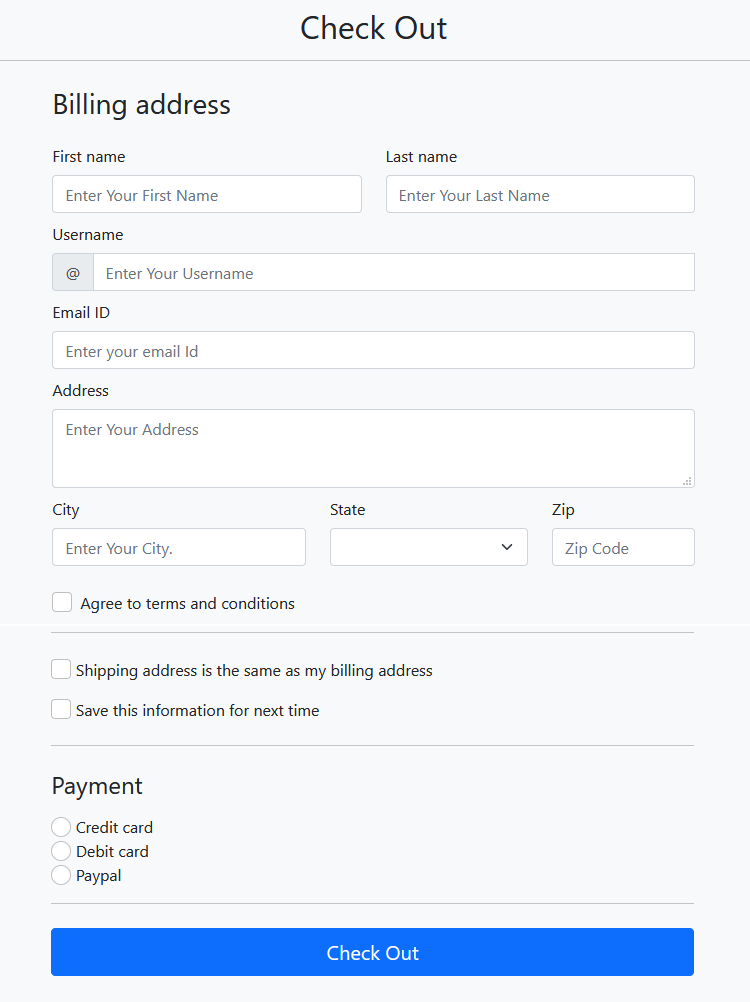 Check Out
Billing address
First name Last name
Enter Your First Name Enter Your Last Name
Username
@ Enter Your Username
Email ID
Enter your email Id
Address
Enter Your Address
City State Zip
Enter Your City. Zip Code
Agree to terms and conditions
Shipping address is the same as my billing address
Save this information for next time
Payment
Credit card
Debit card
Paypal
Check Out